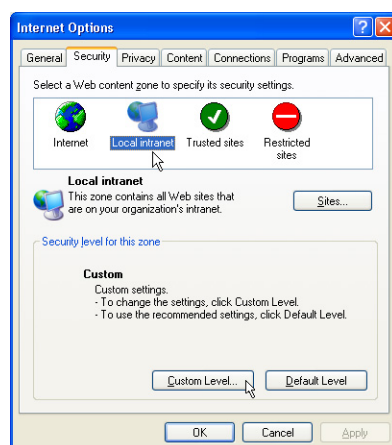 Internet Options
General Security Privacy Content Connections Programs Advanced
Select a Web content zone to specify its security settings.
Internet Local intranet Trusted sites Restricted sites
Local intranet
This zone contains all Web sites that
are on your organization's intranet.
Sites...
Security level for this zone
Custom
Custom settings.
- To change the settings, click Custom Level.
- To use the recommended settings, click Default Level.
Custom Level... Default Level
OK Cancel Apply